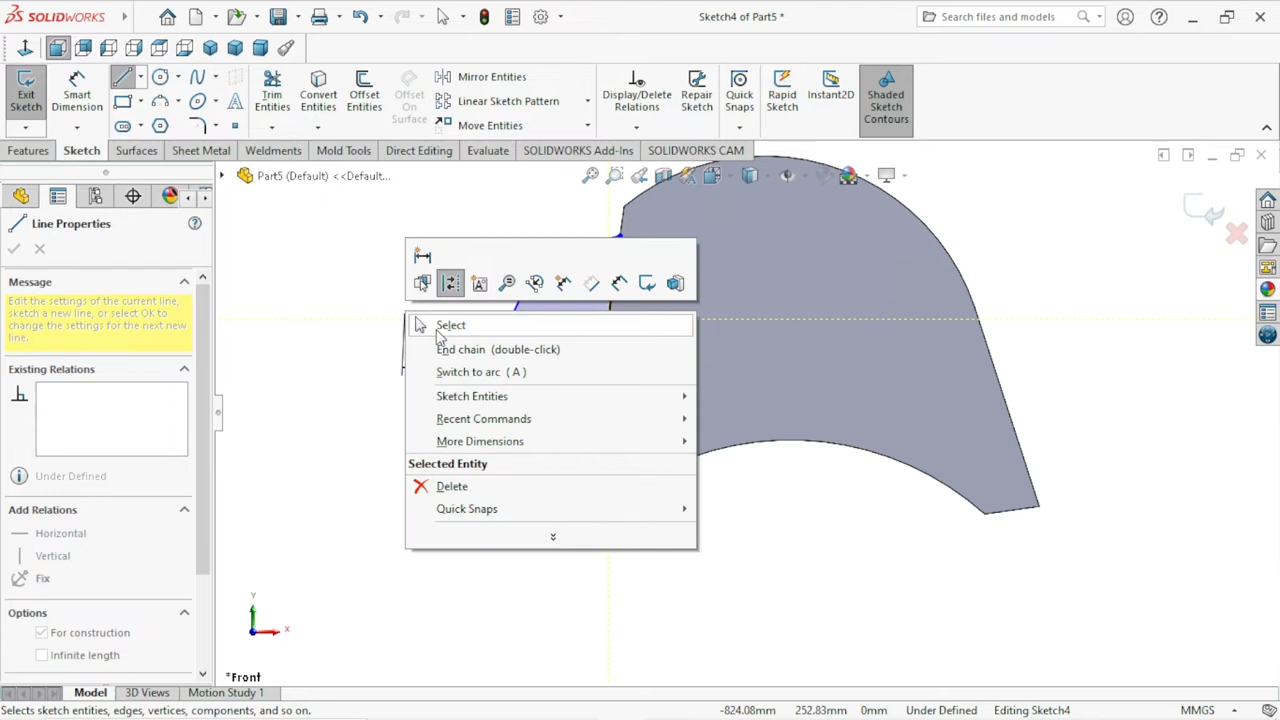 SOLIDWORKS
Sketch4 of Part5 *
Search files and models
Exit Sketch
Smart Dimension
Trim Entities
Convert Entities
Offset Entities
Offset On Surface
Mirror Entities
Linear Sketch Pattern
Move Entities
Display/Delete Relations
Repair Sketch
Quick Snaps
Rapid Sketch
Instant2D
Shaded Sketch Contours
Features
Sketch
Surfaces
Sheet Metal
Weldments
Mold Tools
Direct Editing
Evaluate
SOLIDWORKS Add-Ins
SOLIDWORKS CAM
Part5 (Default) <<Default...
Line Properties
Message
Edit the settings of the current line,
sketch a new line, or select OK to
change the settings for the next new
line.
Existing Relations
Under Defined
Add Relations
Horizontal
Vertical
Fix
Options
For construction
Infinite length
Select
End chain (double-click)
Switch to arc ( A )
Sketch Entities
Recent Commands
More Dimensions
Selected Entity
Delete
Quick Snaps
Y
X
*Front
Model
3D Views
Motion Study 1
Selects sketch entities, edges, vertices, components, and so on.
-824.08mm 252.83mm 0mm Under Defined Editing Sketch4 MMGS